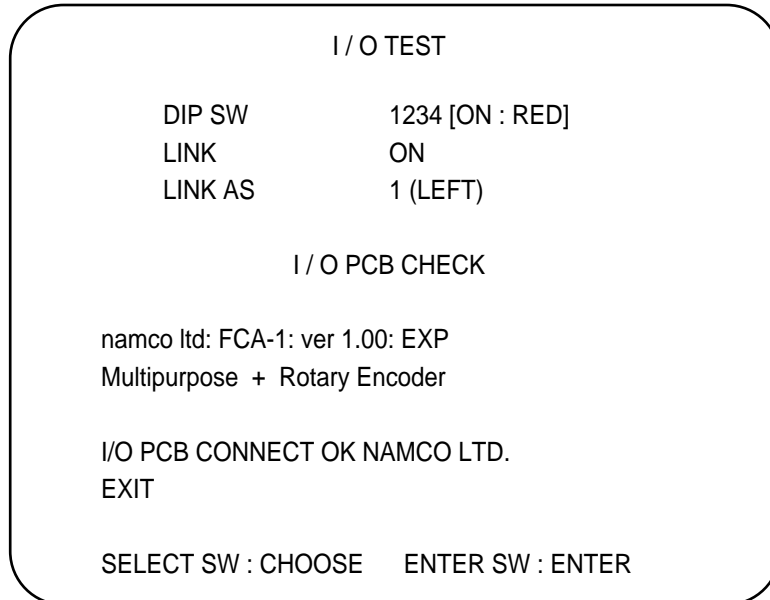 I / O TEST
DIP SW 1234 [ON : RED]
LINK ON
LINK AS 1 (LEFT)
I / O PCB CHECK
namco ltd: FCA-1: ver 1.00: EXP
Multipurpose + Rotary Encoder
I/O PCB CONNECT OK NAMCO LTD.
EXIT
SELECT SW : CHOOSE ENTER SW : ENTER